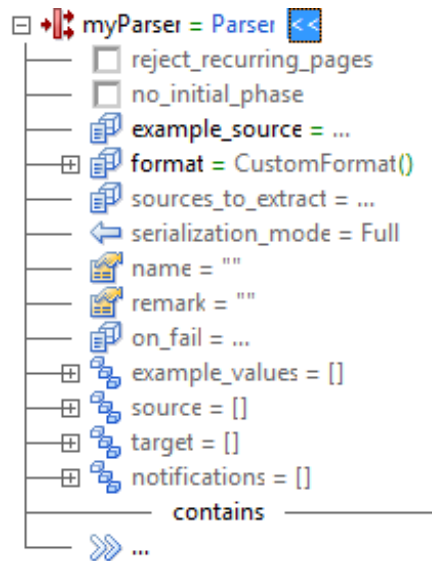 myParser = Parser <<
reject_recurring_pages
no_initial_phase
example_source = ...
format = CustomFormat()
sources_to_extract = ...
serialization_mode = Full
name = ""
remark = ""
on_fail = ...
example_values = []
source = []
target = []
notifications = []
contains
...